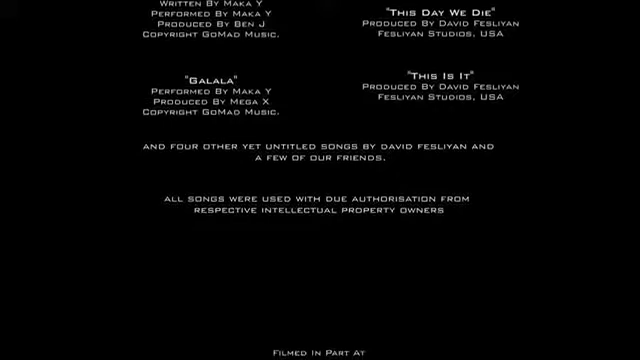 Written By Maka Y
Performed By Maka Y
Produced By Ben J
Copyright GoMad Music.
"This Day We Die"
Produced By David Fesliyan
Fesliyan Studios, USA
"Galala"
Performed By Maka Y
Produced By Mega X
Copyright GoMad Music.
"This Is It"
Produced By David Fesliyan
Fesliyan Studios, USA
and four other yet untitled songs by David Fesliyan and
a few of our friends.
All songs were used with due authorisation from
respective intellectual property owners
Filmed In Part At